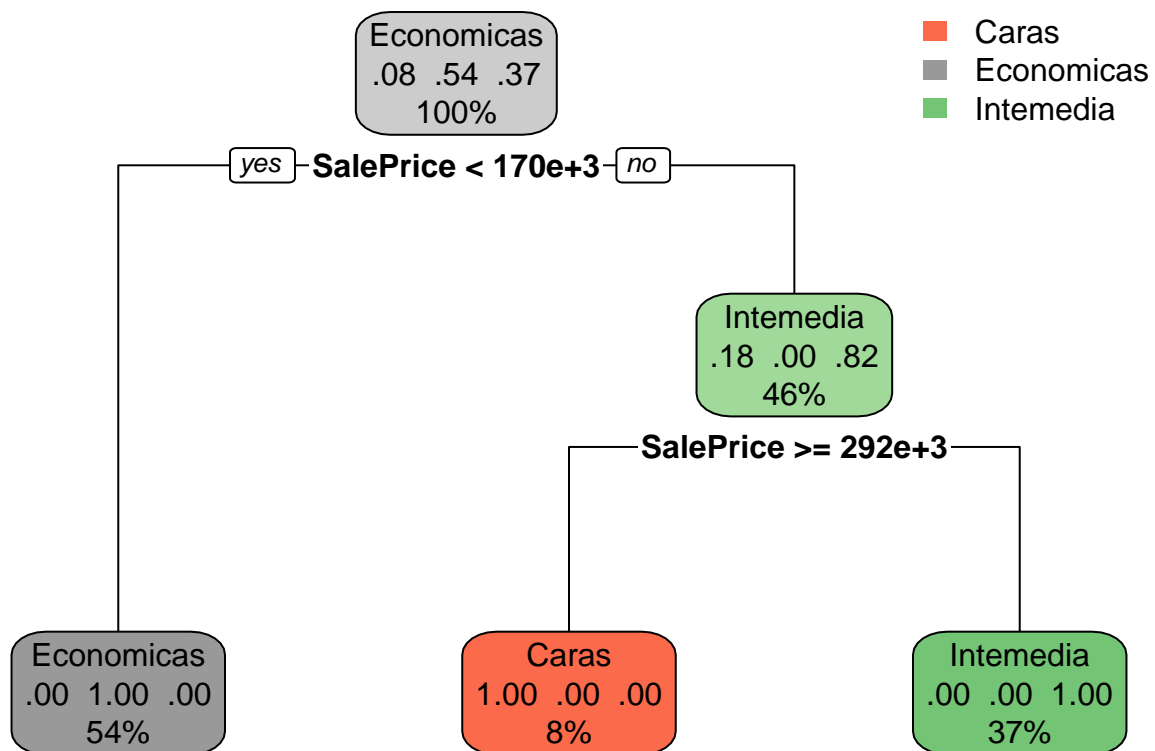 Economicas
.08 .54 .37
100%
Caras
Economicas
Intemedia
yes SalePrice < 170e+3 no
Intemedia
.18 .00 .82
46%
SalePrice >= 292e+3
Economicas
.00 1.00 .00
54%
Caras
1.00 .00 .00
8%
Intemedia
.00 .00 1.00
37%